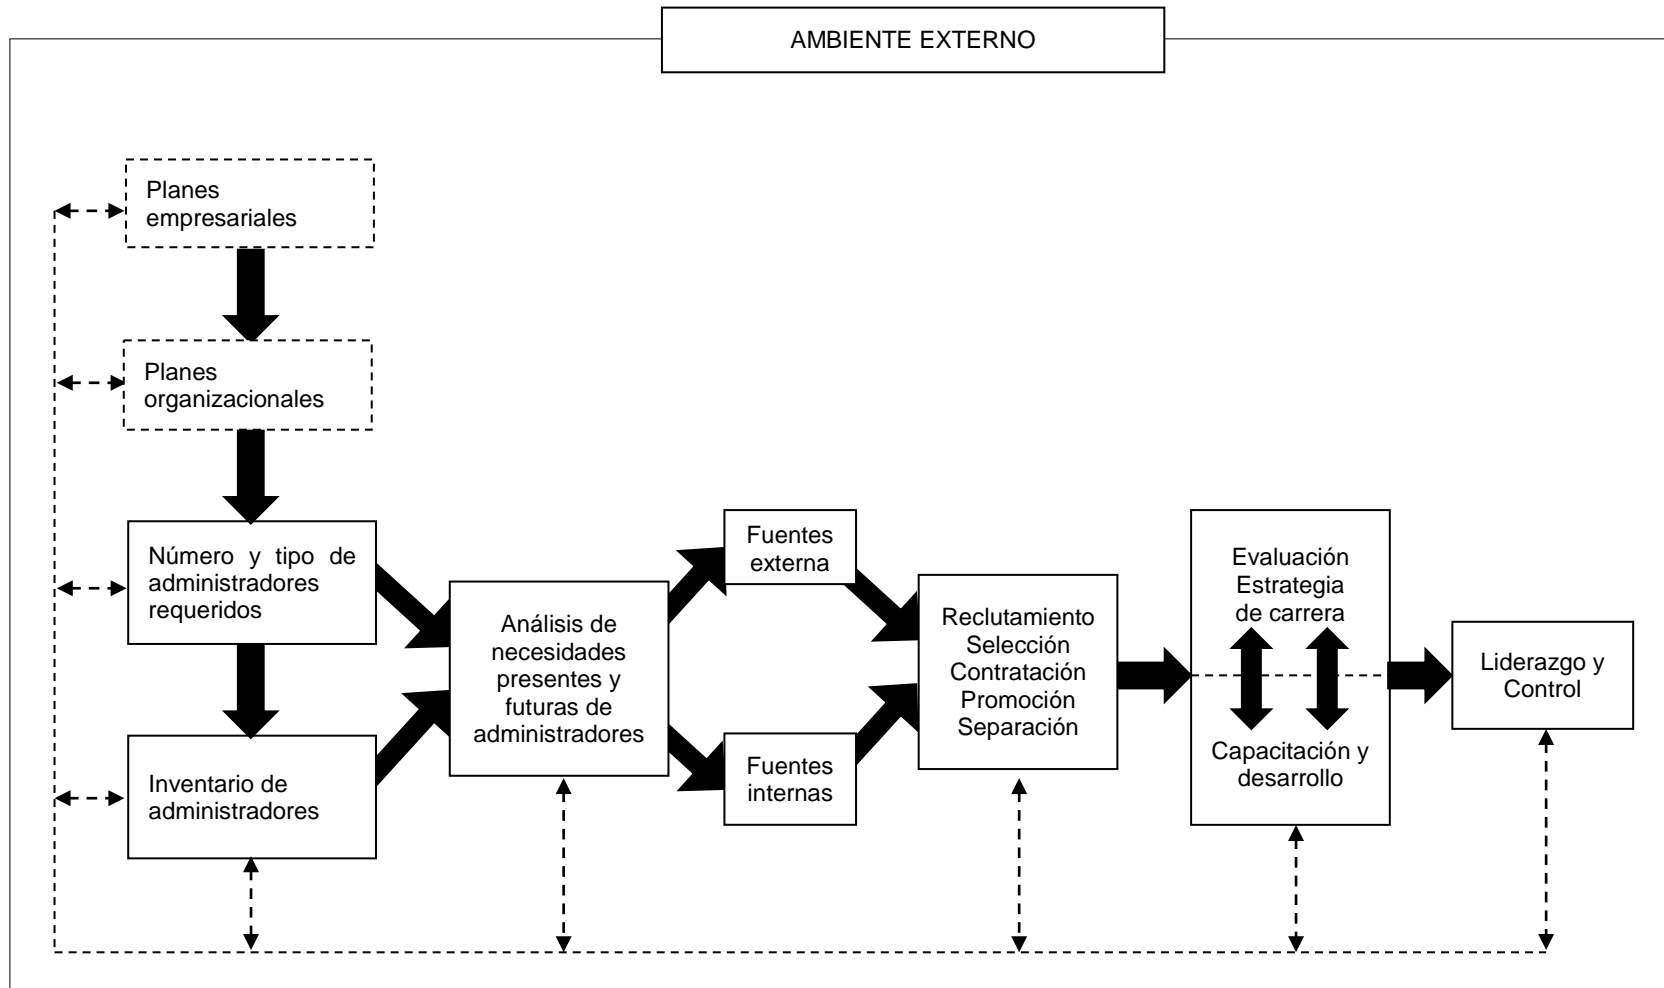 AMBIENTE EXTERNO
Planes
empresariales
Planes
organizacionales
Número y tipo de
administradores
requeridos
Inventario de
administradores
Análisis de
necesidades
presentes y
futuras de
administradores
Fuentes
externa
Fuentes
internas
Reclutamiento
Selección
Contratación
Promoción
Separación
Evaluación
Estrategia
de carrera
Capacitación y
desarrollo
Liderazgo y
Control